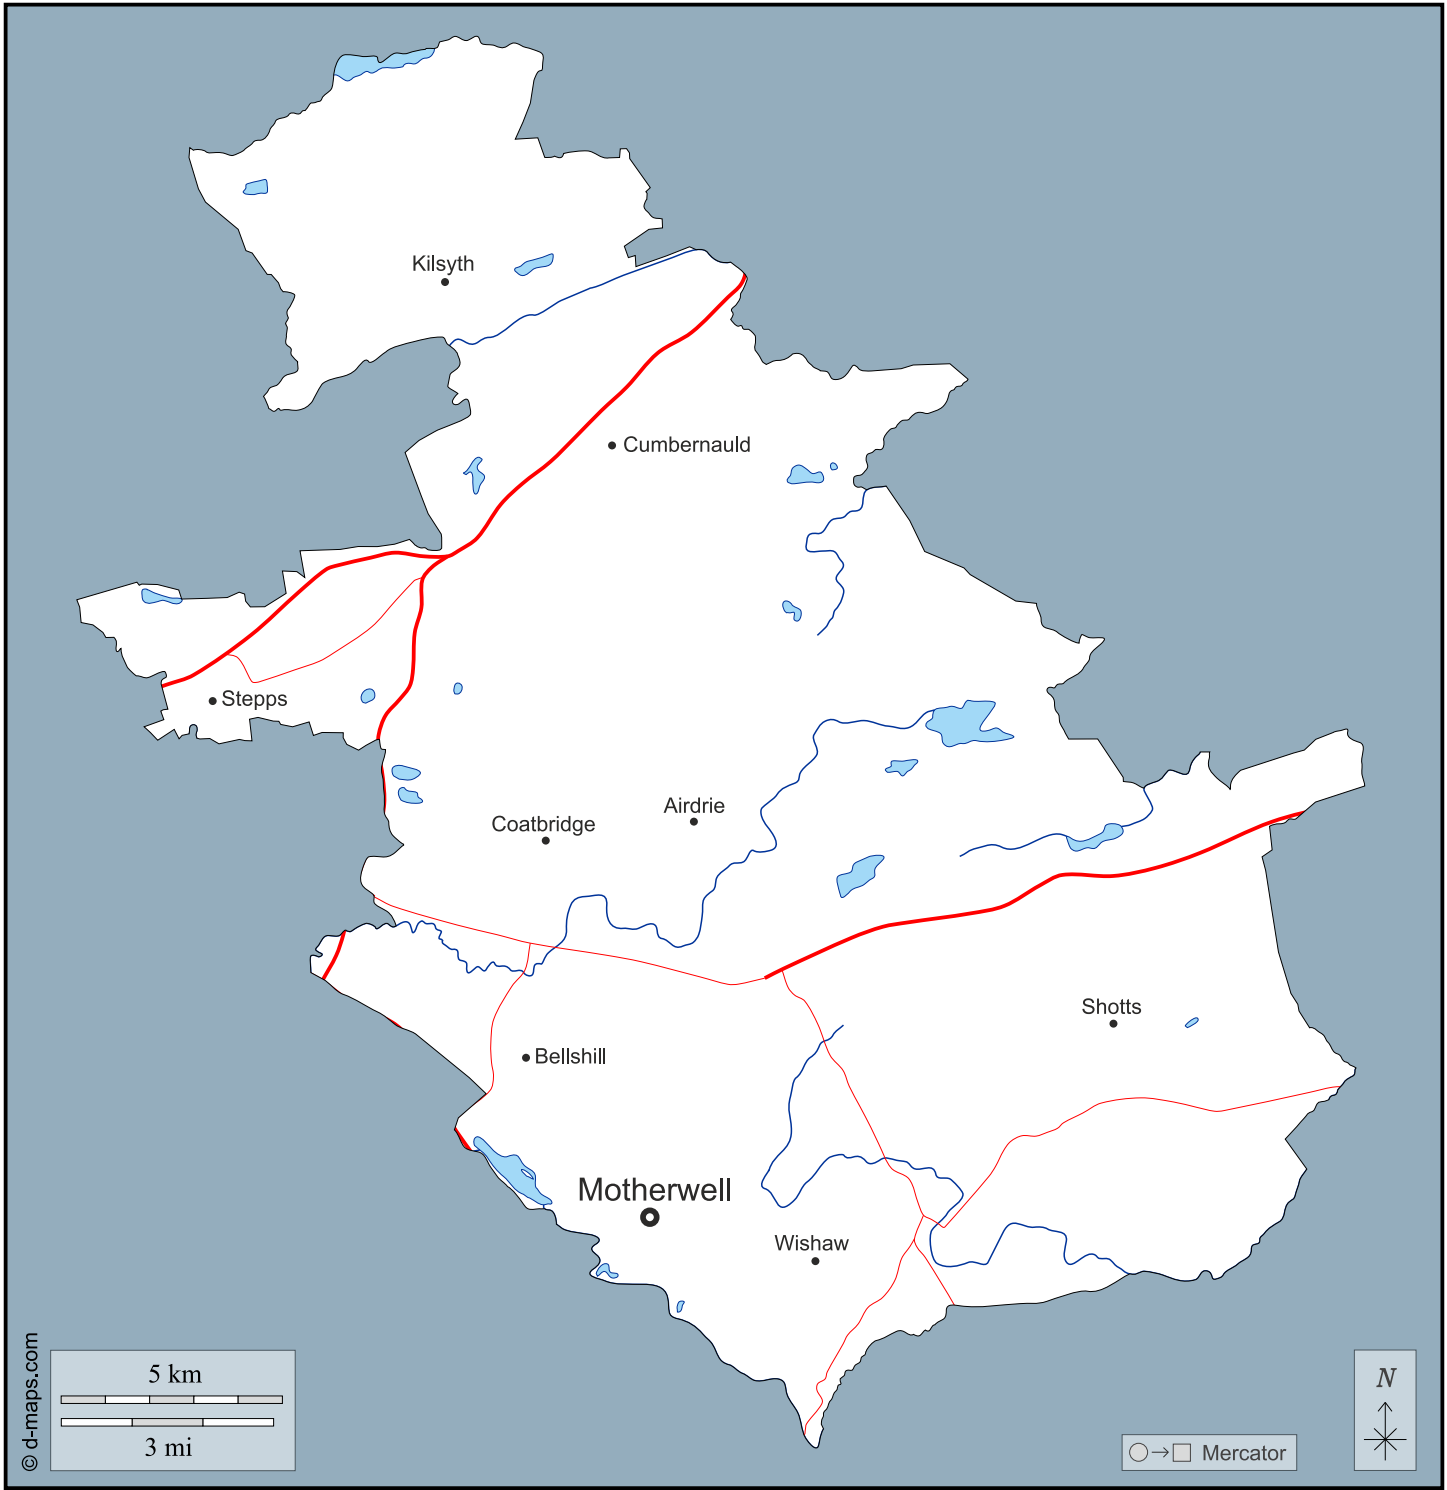 Kilsyth
Cumbernauld
Stepps
Airdrie
Coatbridge
Shotts
Bellshill
Motherwell
Wishaw
© d-maps.com
5 km
3 mi
N
Mercator